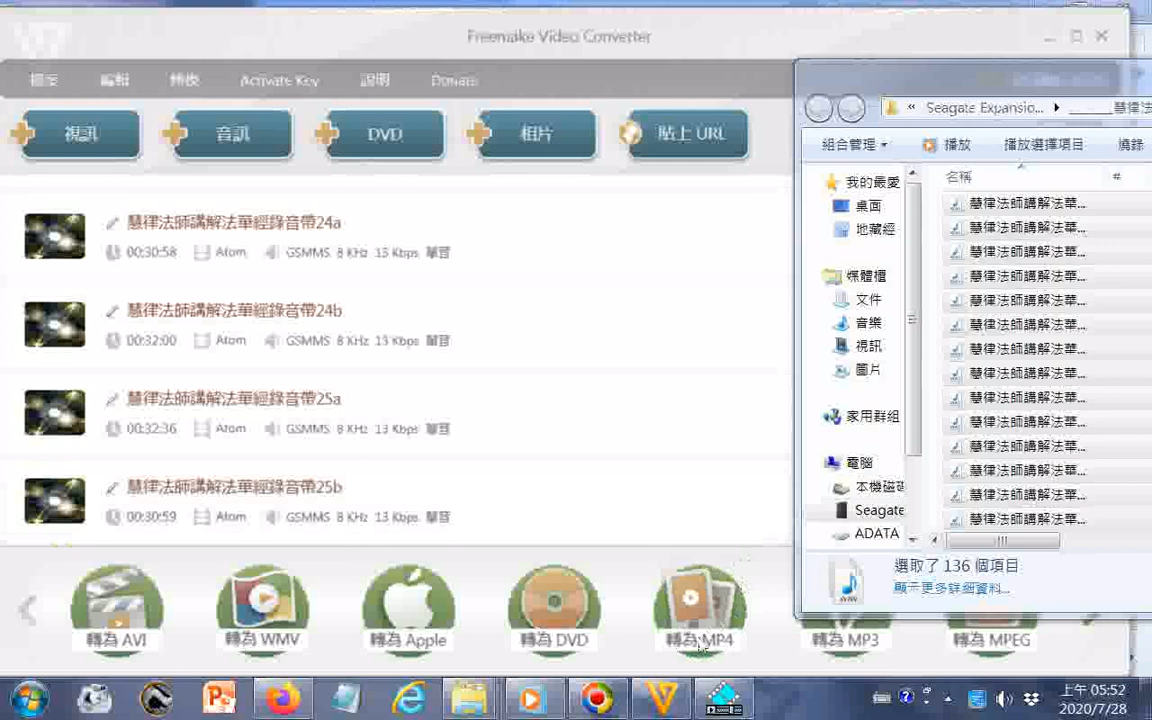 Freemake Video Converter
檔案 編輯 轉換 Activate Key 說明 Donate
視訊 音訊 DVD 相片 貼上 URL
慧律法師講解法華經錄音帶24a
00:30:58 Atom GSMMS 8 KHz 13 Kbps 單音
慧律法師講解法華經錄音帶24b
00:32:00 Atom GSMMS 8 KHz 13 Kbps 單音
慧律法師講解法華經錄音帶25a
00:32:36 Atom GSMMS 8 KHz 13 Kbps 單音
慧律法師講解法華經錄音帶25b
00:30:59 Atom GSMMS 8 KHz 13 Kbps 單音
轉為 AVI 轉為 WMV 轉為 Apple 轉為 DVD 轉為 MP4 轉為 MP3 轉為 MPEG
« Seagate Expansio... ▸ ______慧律法
組合管理 播放 播放選擇項目 燒錄
我的最愛
桌面
地藏經
媒體櫃
文件
音樂
視訊
圖片
家用群組
電腦
本機磁碟
Seagate
ADATA
名稱 #
慧律法師講解法華...
慧律法師講解法華...
慧律法師講解法華...
慧律法師講解法華...
慧律法師講解法華...
慧律法師講解法華...
慧律法師講解法華...
慧律法師講解法華...
慧律法師講解法華...
慧律法師講解法華...
慧律法師講解法華...
慧律法師講解法華...
慧律法師講解法華...
慧律法師講解法華...
選取了 136 個項目
顯示更多詳細資料...
上午 05:52
2020/7/28